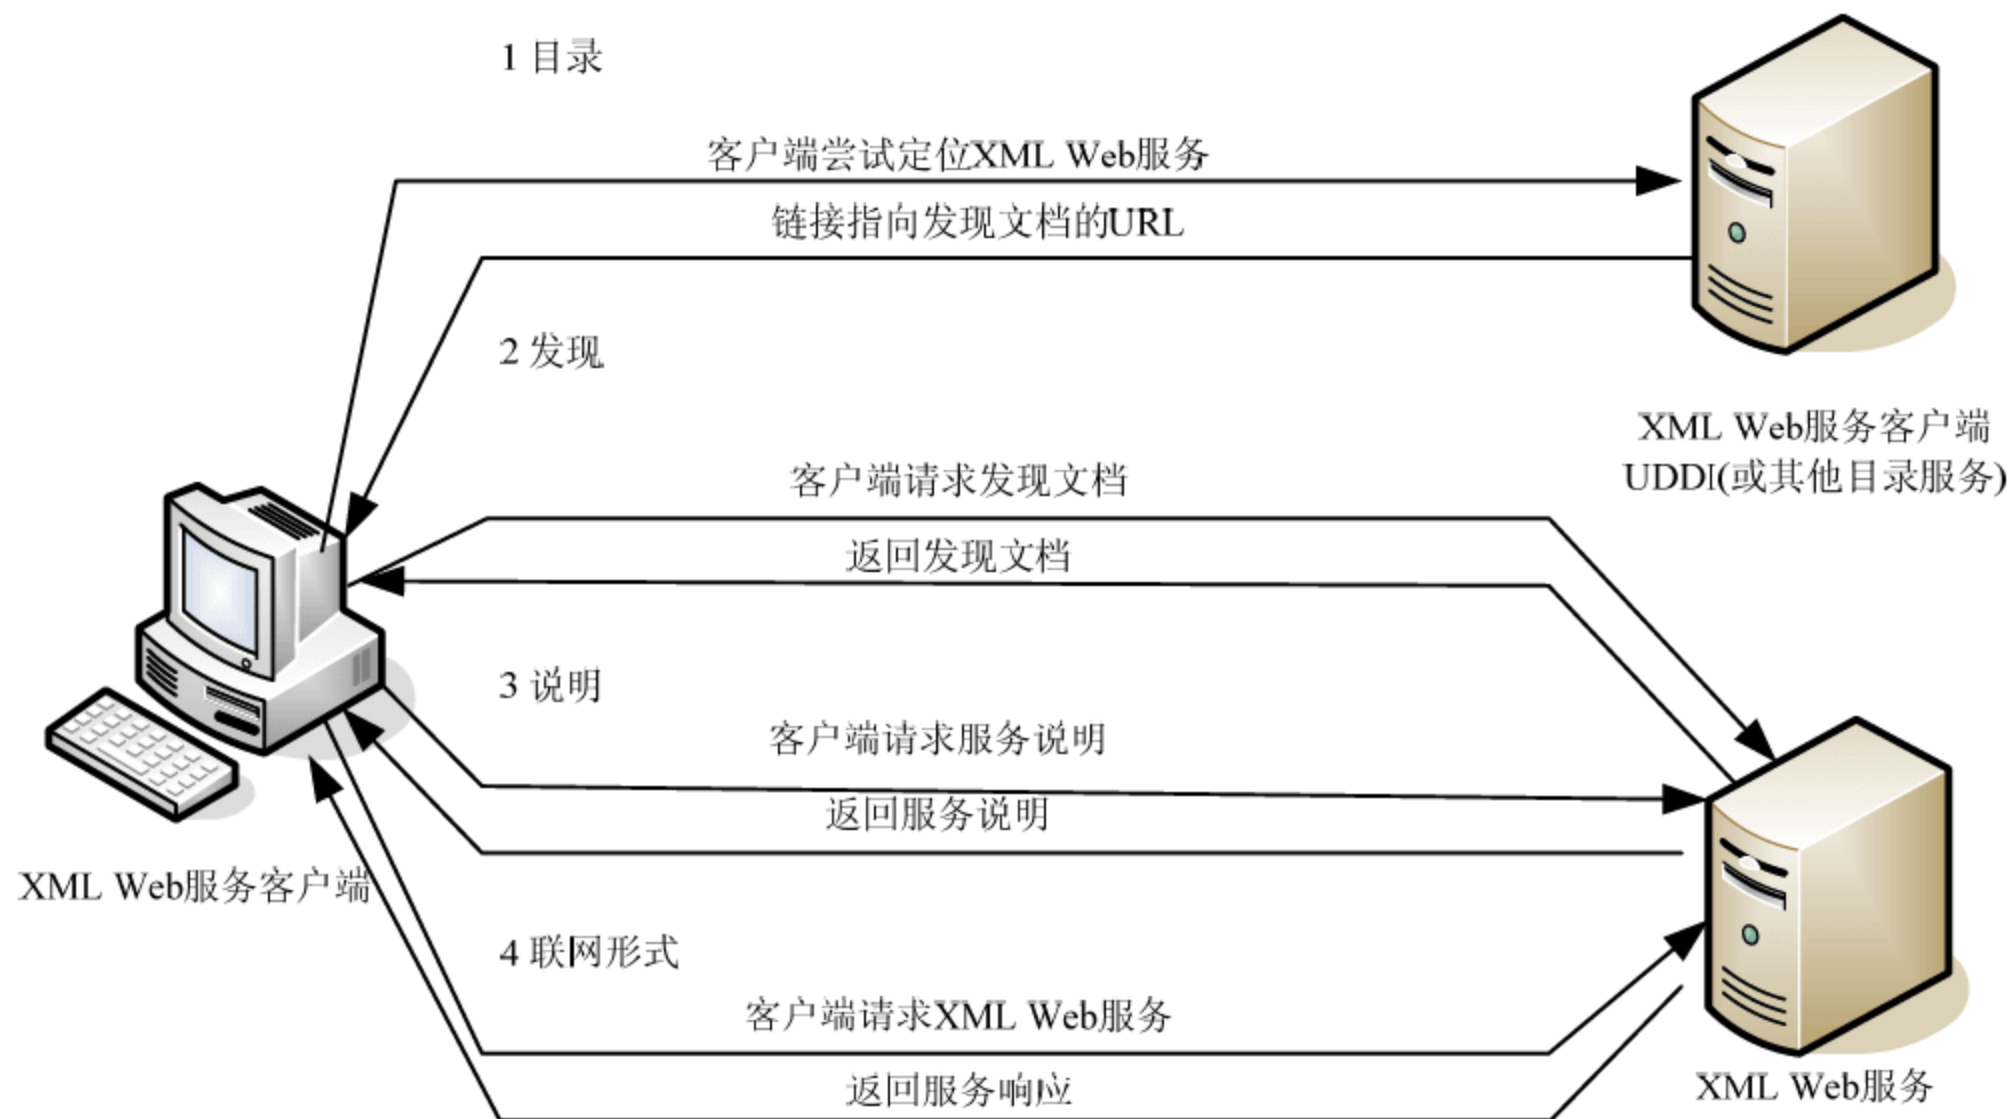 1 目录
客户端尝试定位XML Web服务
链接指向发现文档的URL
2 发现
XML Web服务客户端
UDDI(或其他目录服务)
客户端请求发现文档
返回发现文档
3 说明
客户端请求服务说明
返回服务说明
XML Web服务客户端
4 联网形式
客户端请求XML Web服务
返回服务响应
XML Web服务